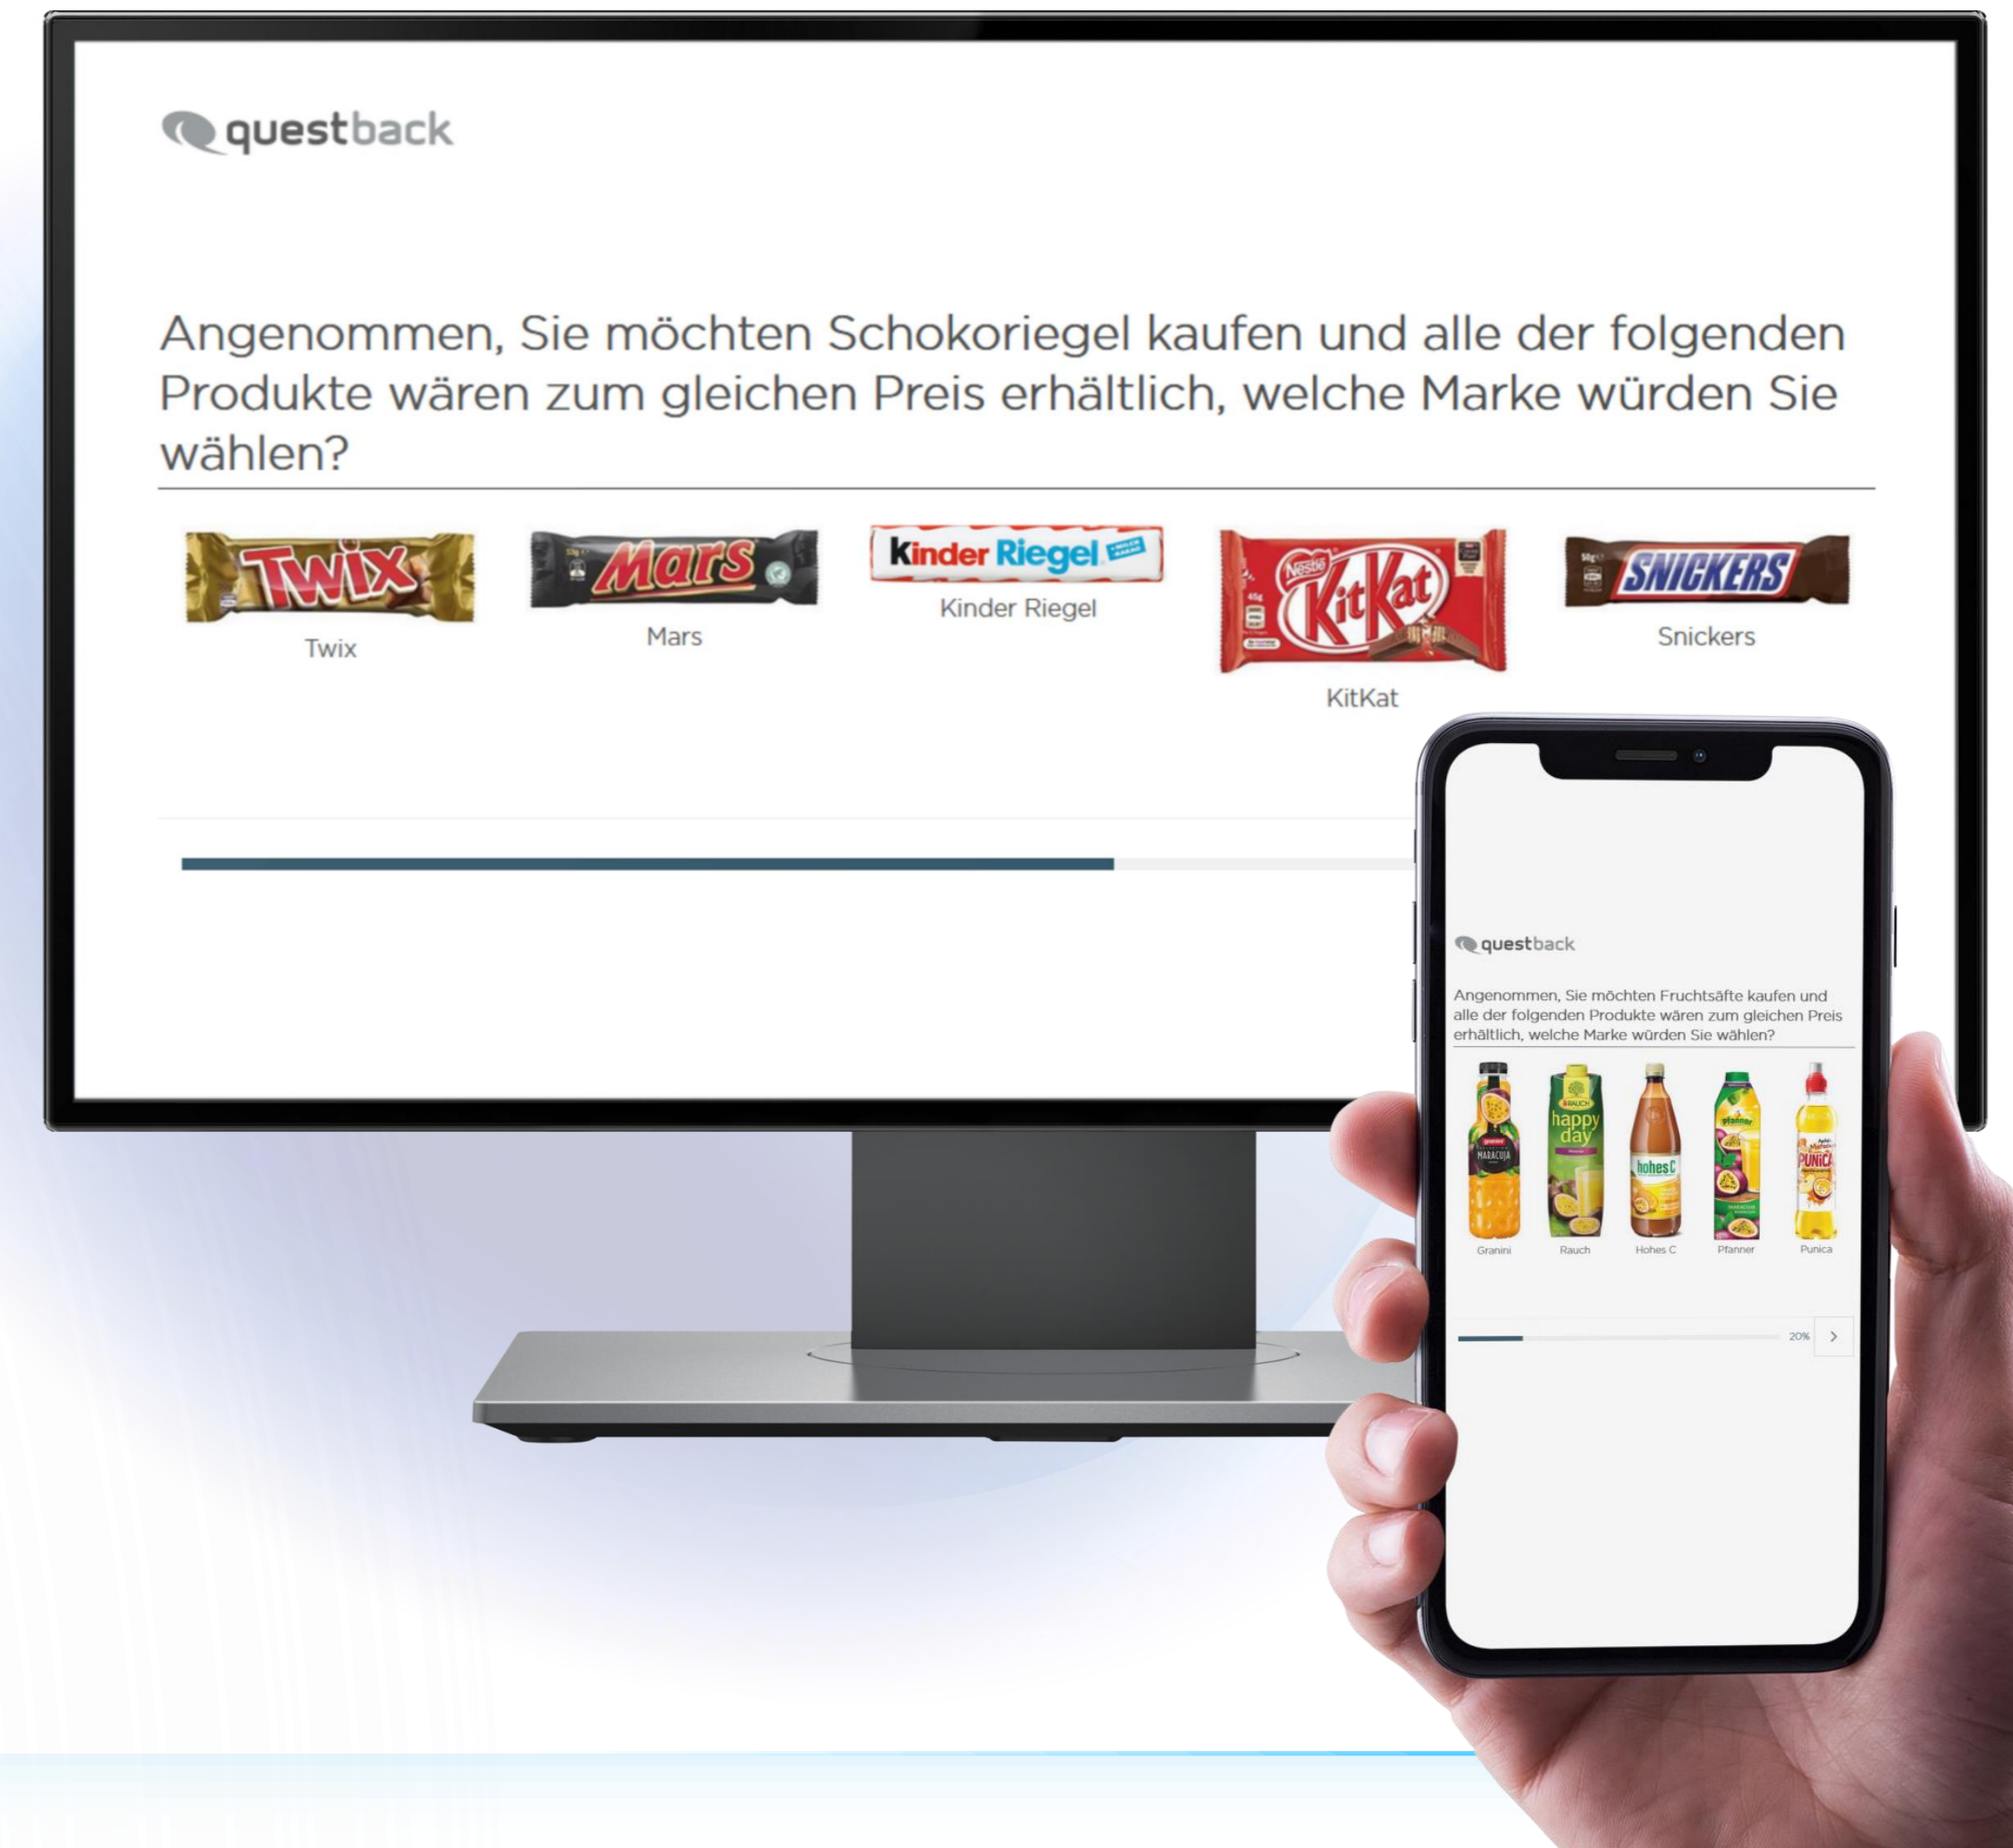 questback
Angenommen, Sie möchten Schokoriegel kaufen und alle der folgenden
Produkte wären zum gleichen Preis erhältlich, welche Marke würden Sie
wählen?
TWIX
Mars
Kinder Riegel
Nestlé
KitKat
SNICKERS
50g
45g
Twix
Mars
Kinder Riegel
KitKat
Snickers
questback
Angenommen, Sie möchten Fruchtsäfte kaufen und
alle der folgenden Produkte wären zum gleichen Preis
erhältlich, welche Marke würden Sie wählen?
granini
MARACUJA
RAUCH
happy
day
hohes C
Pfanner
PUNICA
Granini
Rauch
Hohes C
Pfanner
Punica
20%